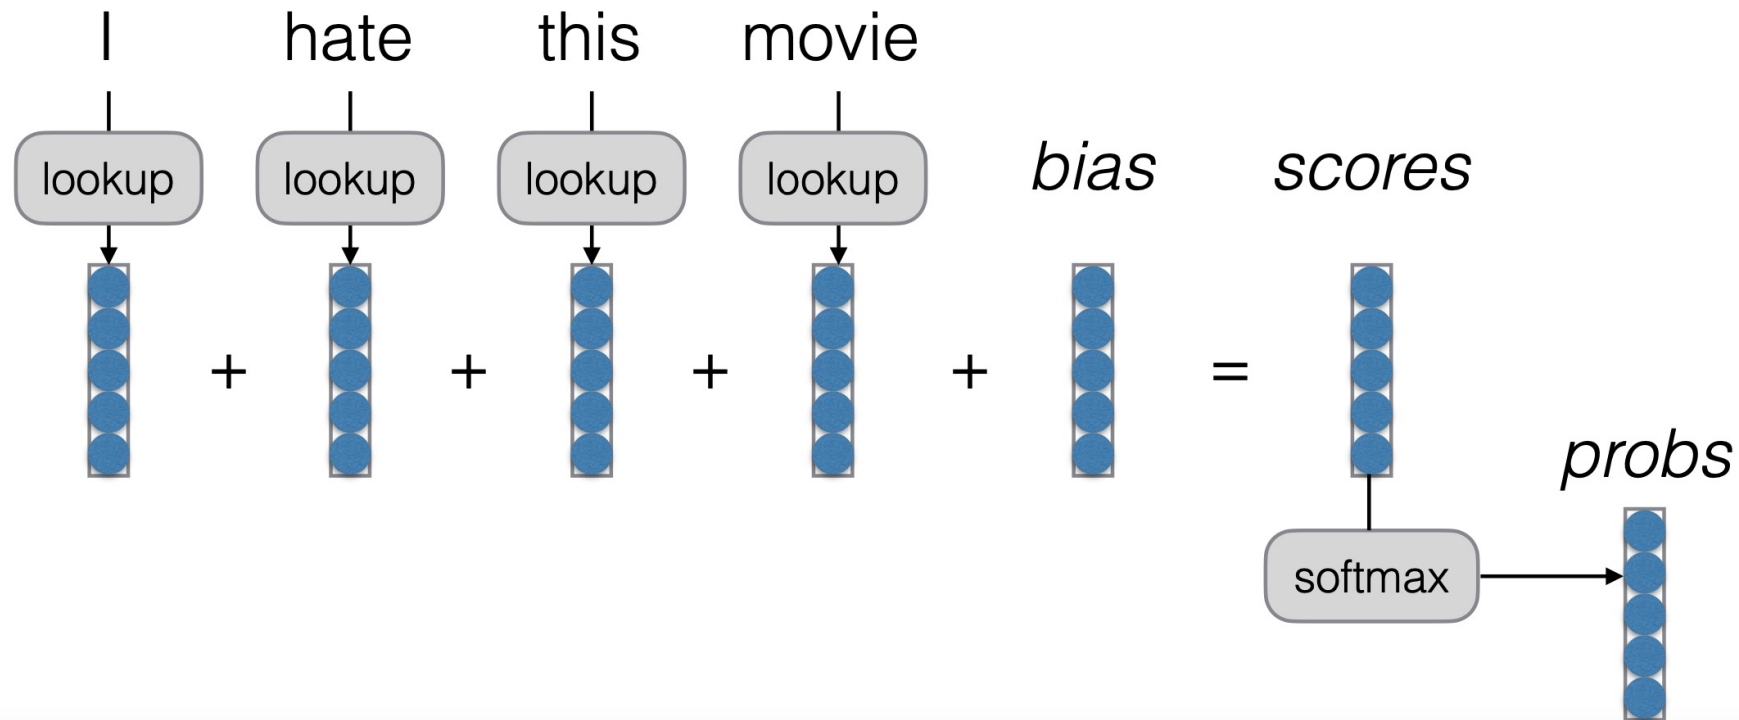 I hate this movie
lookup lookup lookup lookup bias scores
+ + + + =
probs
softmax